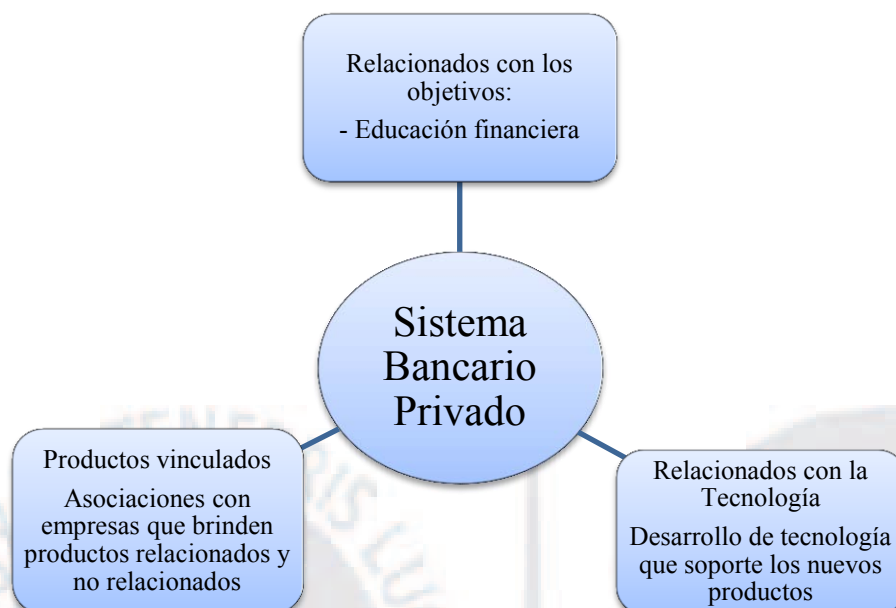 Relacionados con los
objetivos:
- Educación financiera
Sistema
Bancario
Privado
Productos vinculados
Asociaciones con
empresas que brinden
productos relacionados y
no relacionados
Relacionados con la
Tecnología
Desarrollo de tecnología
que soporte los nuevos
productos